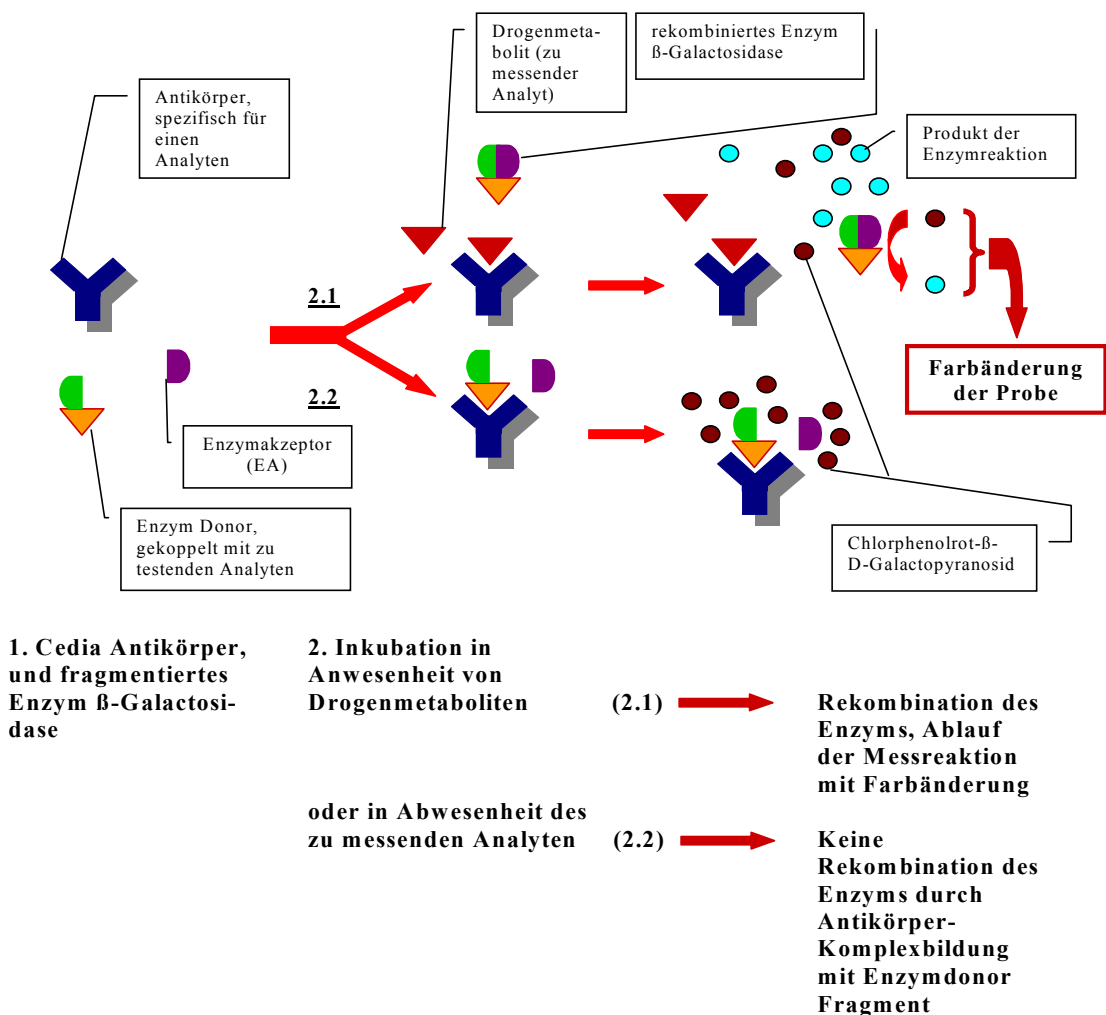 Drogenmeta-
bolit (zu
messender
Analyt)
rekombiniertes Enzym
ß-Galactosidase
Antikörper,
spezifisch für
einen
Analyten
Produkt der
Enzymreaktion
2.1
2.2
Farbänderung
der Probe
Enzymakzeptor
(EA)
Enzym Donor,
gekoppelt mit zu
testenden Analyten
Chlorphenolrot-ß-
D-Galactopyranosid
1. Cedia Antikörper,
und fragmentiertes
Enzym ß-Galactosi-
dase
2. Inkubation in
Anwesenheit von
Drogenmetaboliten
(2.1)
Rekombination des
Enzyms, Ablauf
der Messreaktion
mit Farbänderung
oder in Abwesenheit des
zu messenden Analyten
(2.2)
Keine
Rekombination des
Enzyms durch
Antikörper-
Komplexbildung
mit Enzymdonor
Fragment